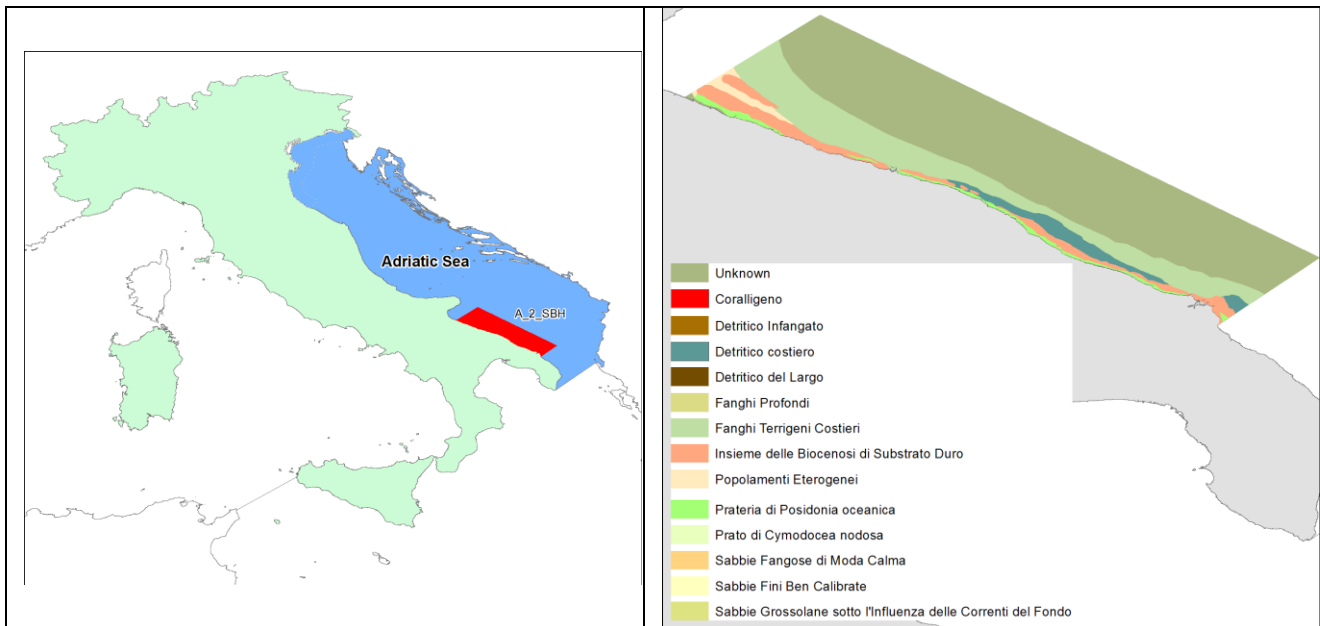 Adriatic Sea
A_2_SBH
Unknown
Coralligeno
Detritico Infangato
Detritico costiero
Detritico del Largo
Fanghi Profondi
Fanghi Terrigeni Costieri
Insieme delle Biocenosi di Substrato Duro
Popolamenti Eterogenei
Prateria di Posidonia oceanica
Prato di Cymodocea nodosa
Sabbie Fangose di Moda Calma
Sabbie Fini Ben Calibrate
Sabbie Grossolane sotto l'Influenza delle Correnti del Fondo